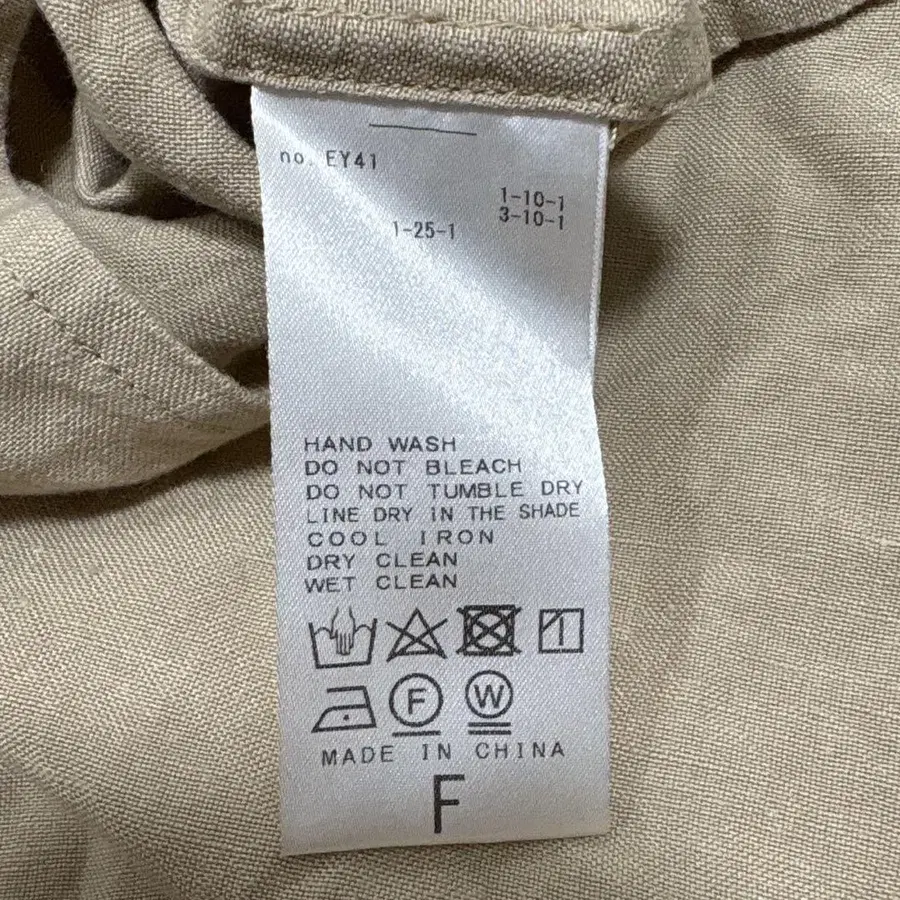 no. EY41
1-10-1
3-10-1
1-25-1
HAND WASH
DO NOT BLEACH
DO NOT TUMBLE DRY
LINE DRY IN THE SHADE
COOL IRON
DRY CLEAN
WET CLEAN
F W
MADE IN CHINA
F